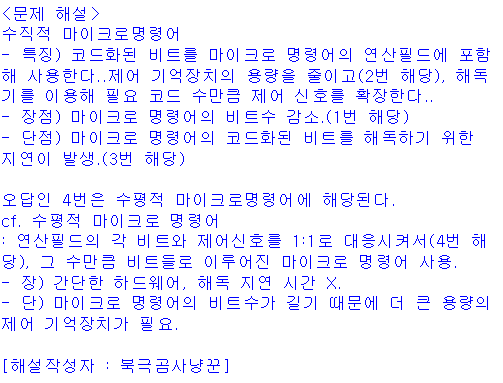 <문제 해설>
수직적 마이크로명령어
- 특징) 코드화된 비트를 마이크로 명령어의 연산필드에 포함
해 사용한다..제어 기억장치의 용량을 줄이고(2번 해당), 해독
기를 이용해 필요 코드 수만큼 제어 신호를 확장한다..
- 장점) 마이크로 명령어의 비트수 감소.(1번 해당)
- 단점) 마이크로 명령어의 코드화된 비트를 해독하기 위한
지연이 발생.(3번 해당)
오답인 4번은 수평적 마이크로명령어에 해당된다.
cf. 수평적 마이크로 명령어
: 연산필드의 각 비트와 제어신호를 1:1로 대응시켜서(4번 해
당), 그 수만큼 비트들로 이루어진 마이크로 명령어 사용.
- 장) 간단한 하드웨어, 해독 지연 시간 X.
- 단) 마이크로 명령어의 비트수가 길기 때문에 더 큰 용량의
제어 기억장치가 필요.
[해설작성자 : 북극곰사냥꾼]